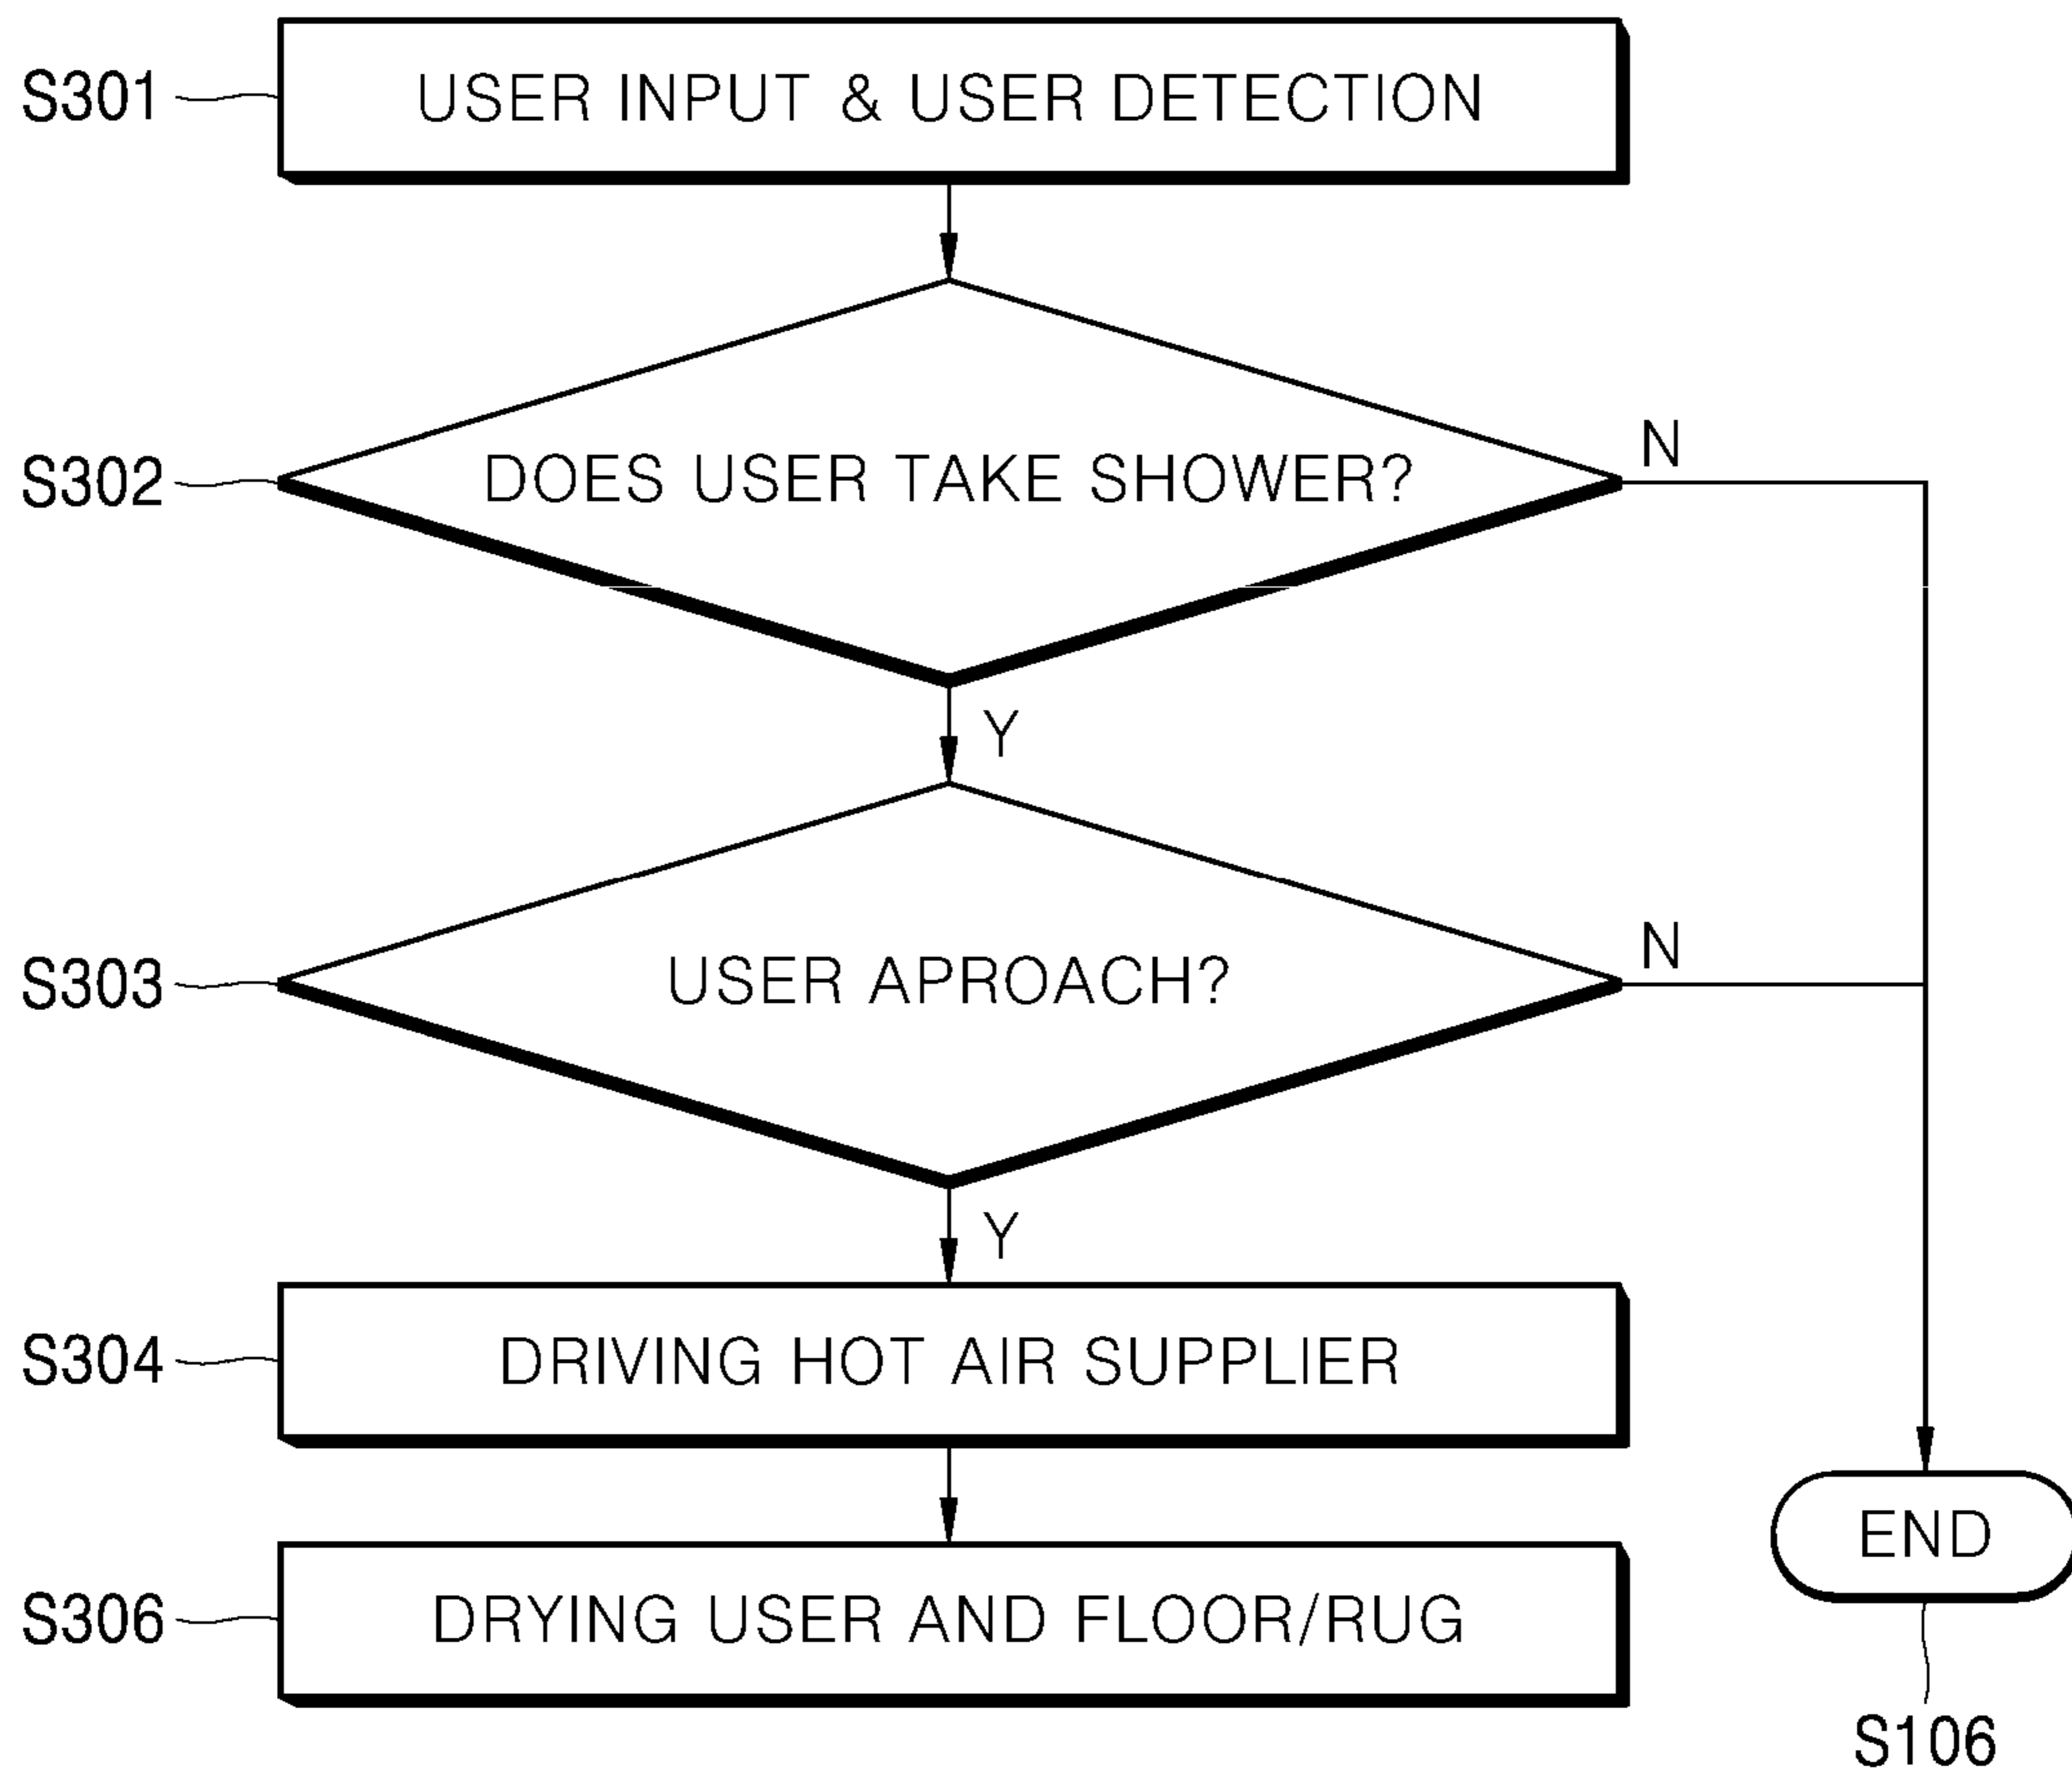 S301 USER INPUT & USER DETECTION
S302 DOES USER TAKE SHOWER? N
Y
S303 USER APROACH? N
Y
S304 DRIVING HOT AIR SUPPLIER
END
S306 DRYING USER AND FLOOR/RUG
S106